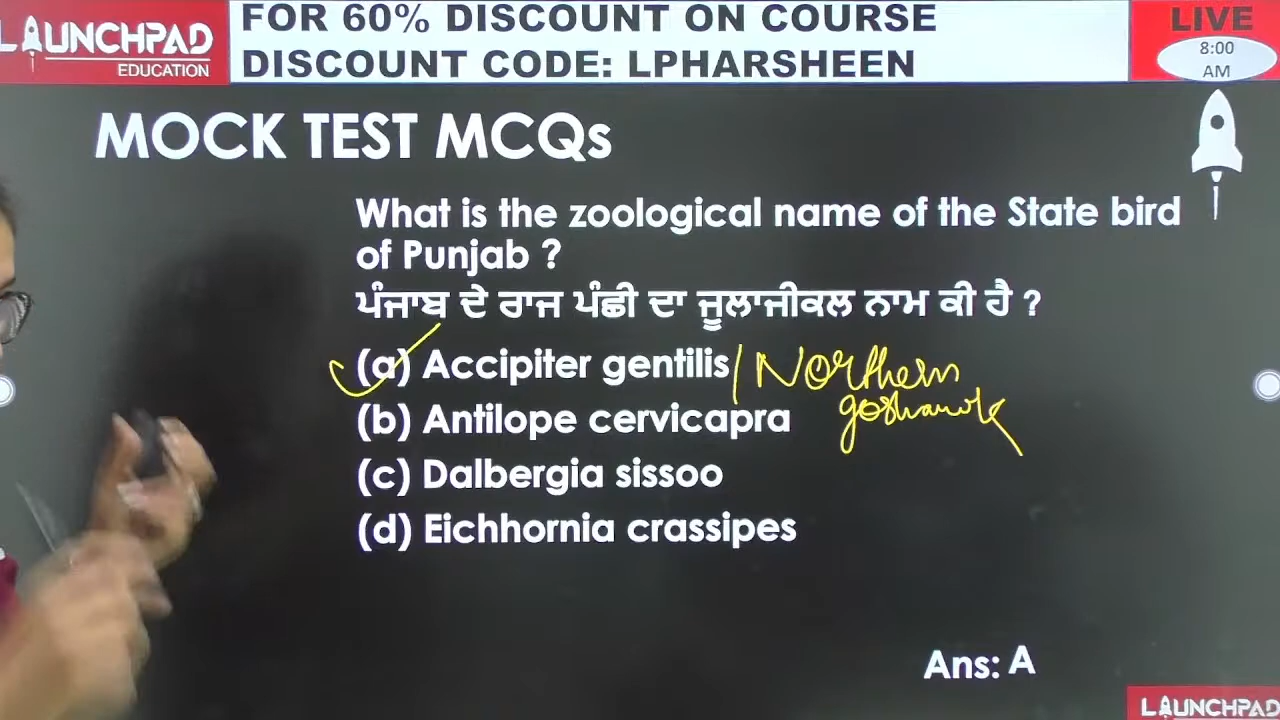 LAUNCHPAD
EDUCATION
FOR 60% DISCOUNT ON COURSE
DISCOUNT CODE: LPHARSHEEN
LIVE
8:00
AM
MOCK TEST MCQs
What is the zoological name of the State bird
of Punjab ?
ਪੰਜਾਬ ਦੇ ਰਾਜ ਪੰਛੀ ਦਾ ਜੂਲਾਜੀਕਲ ਨਾਮ ਕੀ ਹੈ ?
(a) Accipiter gentilis / Northern
goshawk
(b) Antilope cervicapra
(c) Dalbergia sissoo
(d) Eichhornia crassipes
Ans: A
LAUNCHPAD